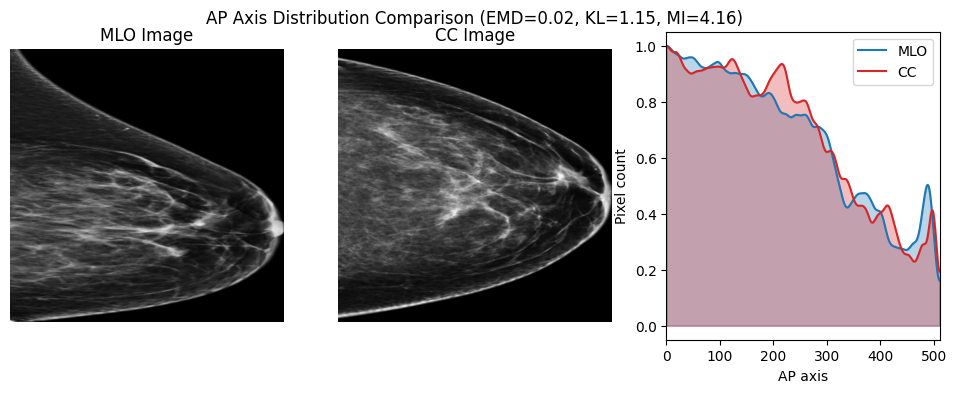 AP Axis Distribution Comparison (EMD=0.02, KL=1.15, MI=4.16)
MLO Image
CC Image
MLO
CC
1.0
0.8
0.6
0.4
0.2
0.0
Pixel count
0
100
200
300
400
500
AP axis